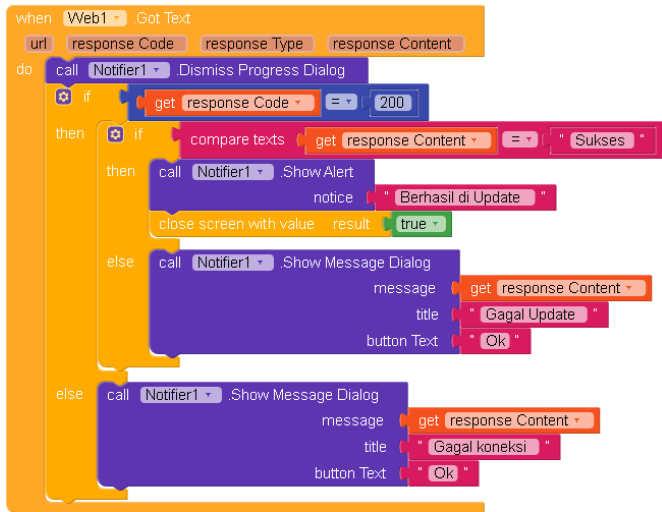 when Web1 .Got Text
url response Code response Type response Content
do call Notifier1 .Dismiss Progress Dialog
if get response Code = 200
then if compare texts get response Content = " Sukses "
then call Notifier1 .Show Alert
notice " Berhasil di Update "
close screen with value result true
else call Notifier1 .Show Message Dialog
message get response Content
title " Gagal Update "
button Text " Ok "
else call Notifier1 .Show Message Dialog
message get response Content
title " Gagal koneksi "
button Text " Ok "